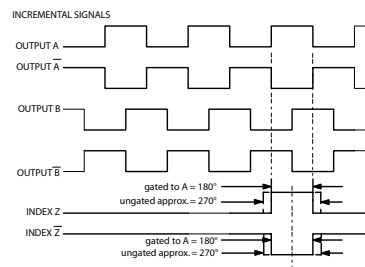 INCREMENTAL SIGNALS
OUTPUT A
OUTPUT A̅
OUTPUT B
OUTPUT B̅
gated to A = 180°
ungated approx. = 270°
INDEX Z
INDEX Z̅
gated to A = 180°
ungated approx. = 270°